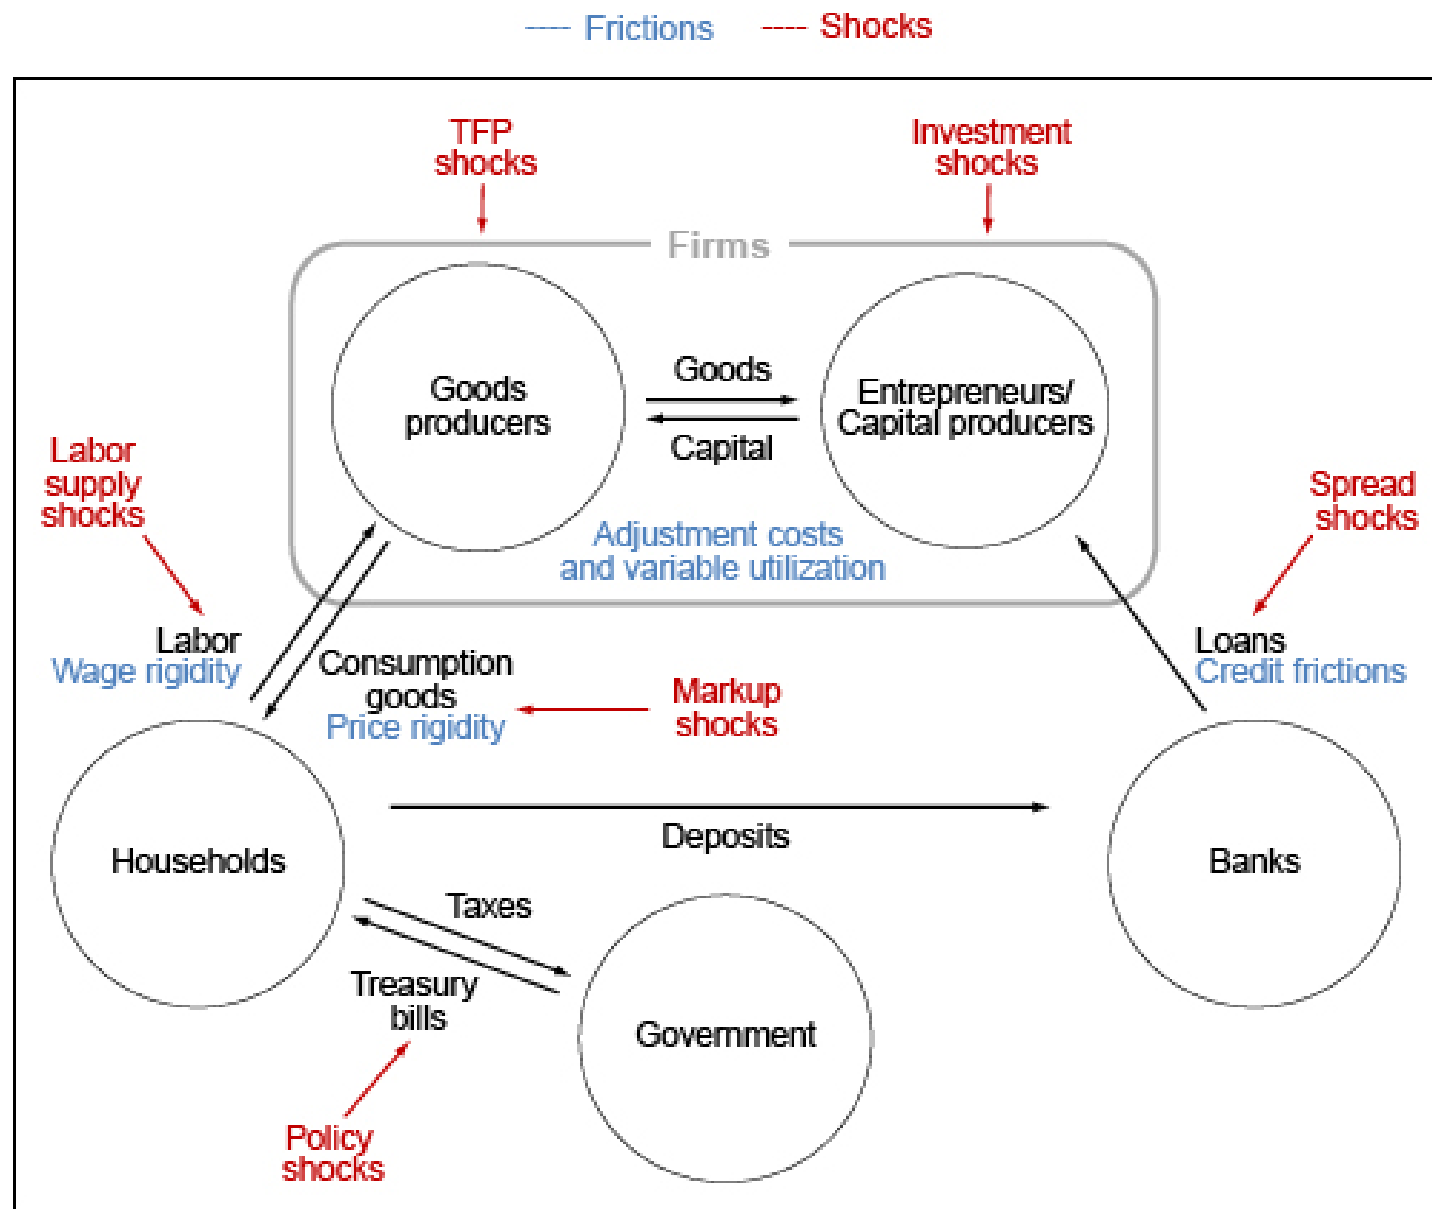 Frictions
Shocks
TFP
shocks
Investment
shocks
Firms
Goods
producers
Goods
Capital
Entrepreneurs/
Capital producers
Adjustment costs
and variable utilization
Labor
supply
shocks
Spread
shocks
Labor
Wage rigidity
Consumption
goods
Price rigidity
Markup
shocks
Loans
Credit frictions
Households
Deposits
Banks
Taxes
Treasury
bills
Government
Policy
shocks